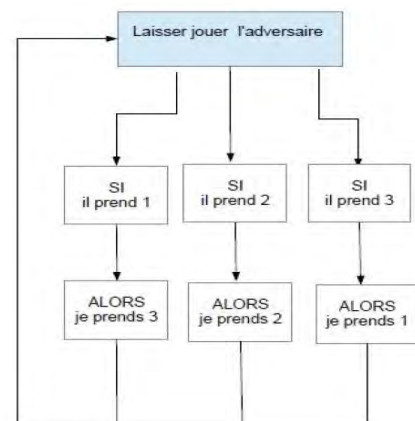 Laisser jouer l'adversaire
SI
il prend 1
SI
il prend 2
SI
il prend 3
ALORS
je prends 3
ALORS
je prends 2
ALORS
je prends 1